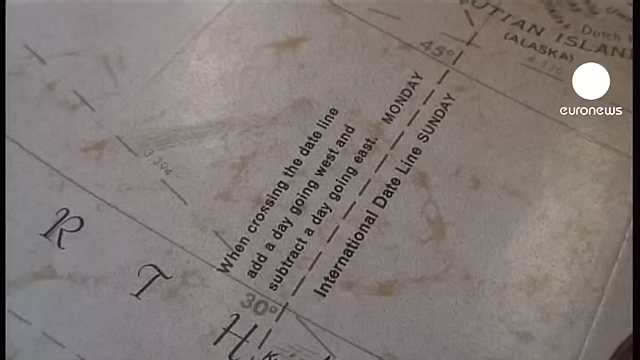 UTIAN ISLAN
(ALASKA)
Dutch
45°
When crossing the date line
add a day going west and
subtract a day going east. MONDAY
International Date Line SUNDAY
30°
R T H
euronews